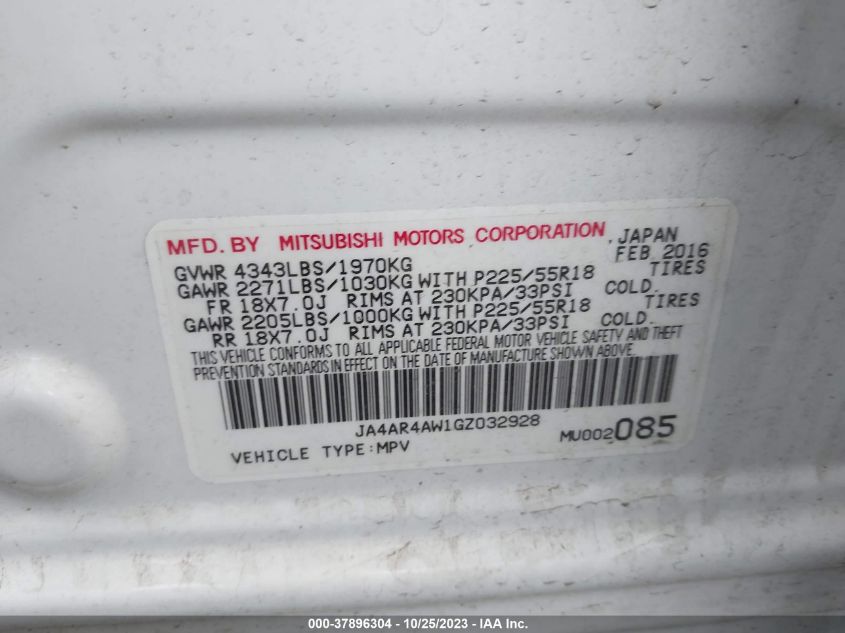 MFD. BY MITSUBISHI MOTORS CORPORATION, JAPAN
FEB 2016
GVWR 4343LBS/1970KG
GAWR 2271LBS/1030KG WITH P225/55R18 TIRES
FR 18X7.0J RIMS AT 230KPA/33PSI COLD.
GAWR 2205LBS/1000KG WITH P225/55R18 TIRES
RR 18X7.0J RIMS AT 230KPA/33PSI COLD.
THIS VEHICLE CONFORMS TO ALL APPLICABLE FEDERAL MOTOR VEHICLE SAFETY AND THEFT
PREVENTION STANDARDS IN EFFECT ON THE DATE OF MANUFACTURE SHOWN ABOVE.
JA4AR4AW1GZ032928
VEHICLE TYPE:MPV
MU002085
000-37896304 - 10/25/2023 - IAA Inc.